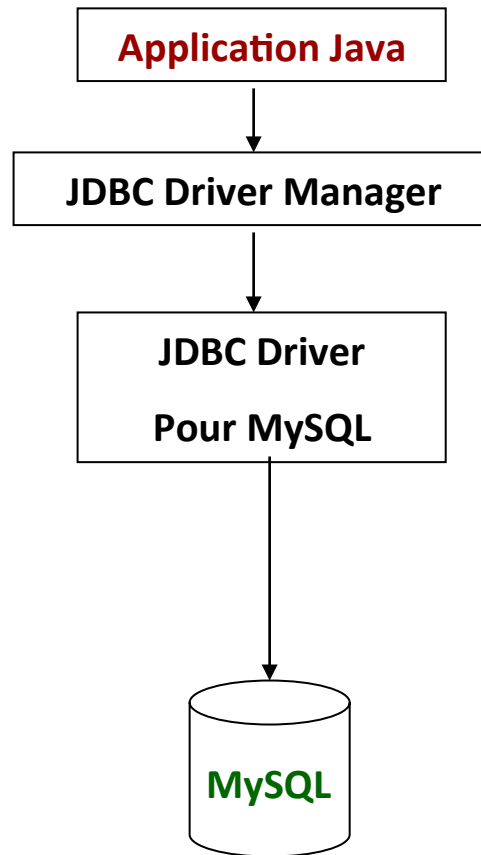 Application Java
JDBC Driver Manager
JDBC Driver
Pour MySQL
MySQL